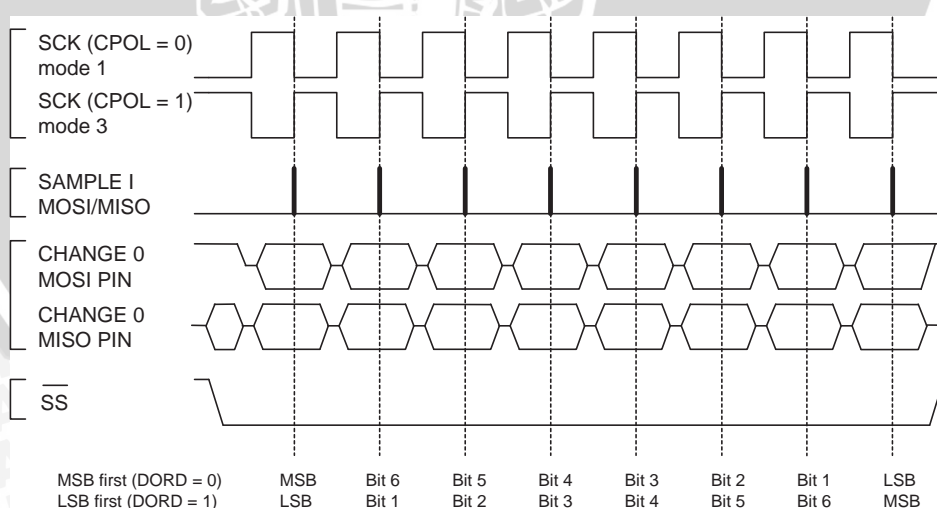 SCK (CPOL = 0)
mode 1
SCK (CPOL = 1)
mode 3
SAMPLE I
MOSI/MISO
CHANGE 0
MOSI PIN
CHANGE 0
MISO PIN
SS
MSB first (DORD = 0) MSB Bit 6 Bit 5 Bit 4 Bit 3 Bit 2 Bit 1 LSB
LSB first (DORD = 1) LSB Bit 1 Bit 2 Bit 3 Bit 4 Bit 5 Bit 6 MSB